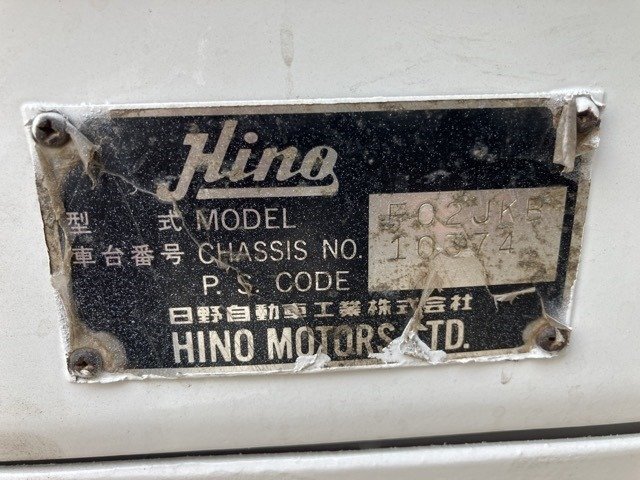 Hino
型 式 MODEL
車台番号 CHASSIS NO. 10374
P. S. CODE
日野自動車工業株式会社
HINO MOTORS LTD.